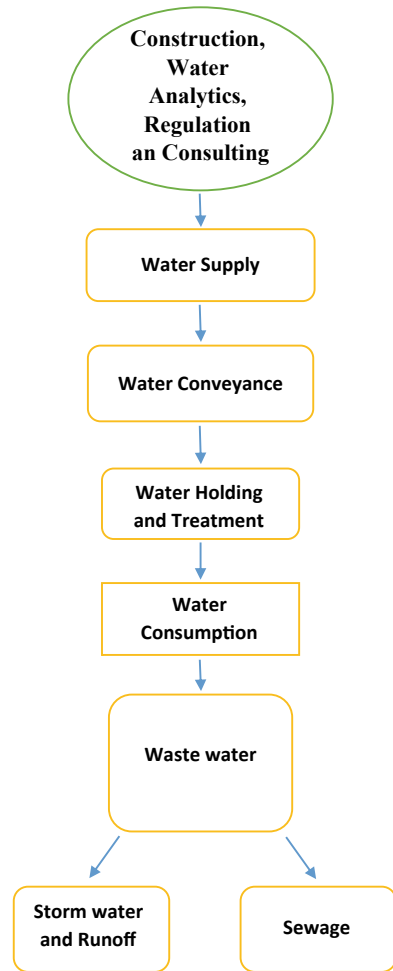 Construction,
Water
Analytics,
Regulation
an Consulting
Water Supply
Water Conveyance
Water Holding
and Treatment
Water
Consumption
Waste water
Storm water
and Runoff
Sewage